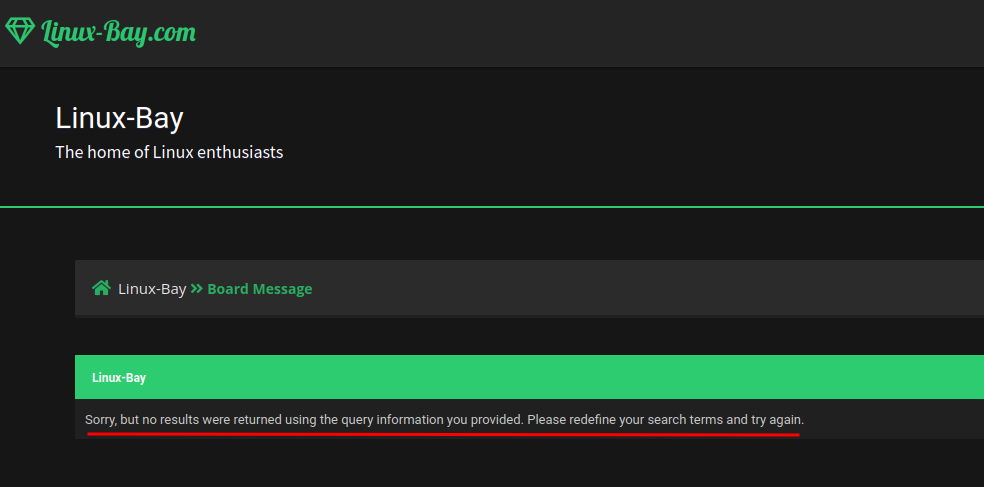 Linux-Bay.com
Linux-Bay
The home of Linux enthusiasts
Linux-Bay » Board Message
Linux-Bay
Sorry, but no results were returned using the query information you provided. Please redefine your search terms and try again.